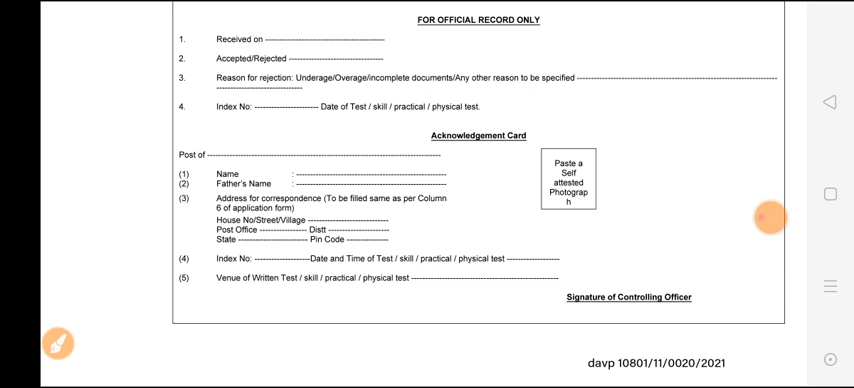 FOR OFFICIAL RECORD ONLY
1. Received on ------------------------------------------
2. Accepted/Rejected ---------------------------------
3. Reason for rejection: Underage/Overage/incomplete documents/Any other reason to be specified ----------------------------------------------------------------------
------------------------------
4. Index No: ---------------------- Date of Test / skill / practical / physical test.
Acknowledgement Card
Post of ---------------------------------------------------------------------------------
(1) Name : -----------------------------------------------------
(2) Father's Name : -----------------------------------------------------
(3) Address for correspondence (To be filled same as per Column
6 of application form)
House No/Street/Village ----------------------------
Post Office ----------------- Distt ---------------------
State ------------------------ Pin Code ---------------
Paste a
Self
attested
Photograp
h
(4) Index No: --------------------Date and Time of Test / skill / practical / physical test -------------------
(5) Venue of Written Test / skill / practical / physical test ----------------------------------------------------
Signature of Controlling Officer
davp 10801/11/0020/2021